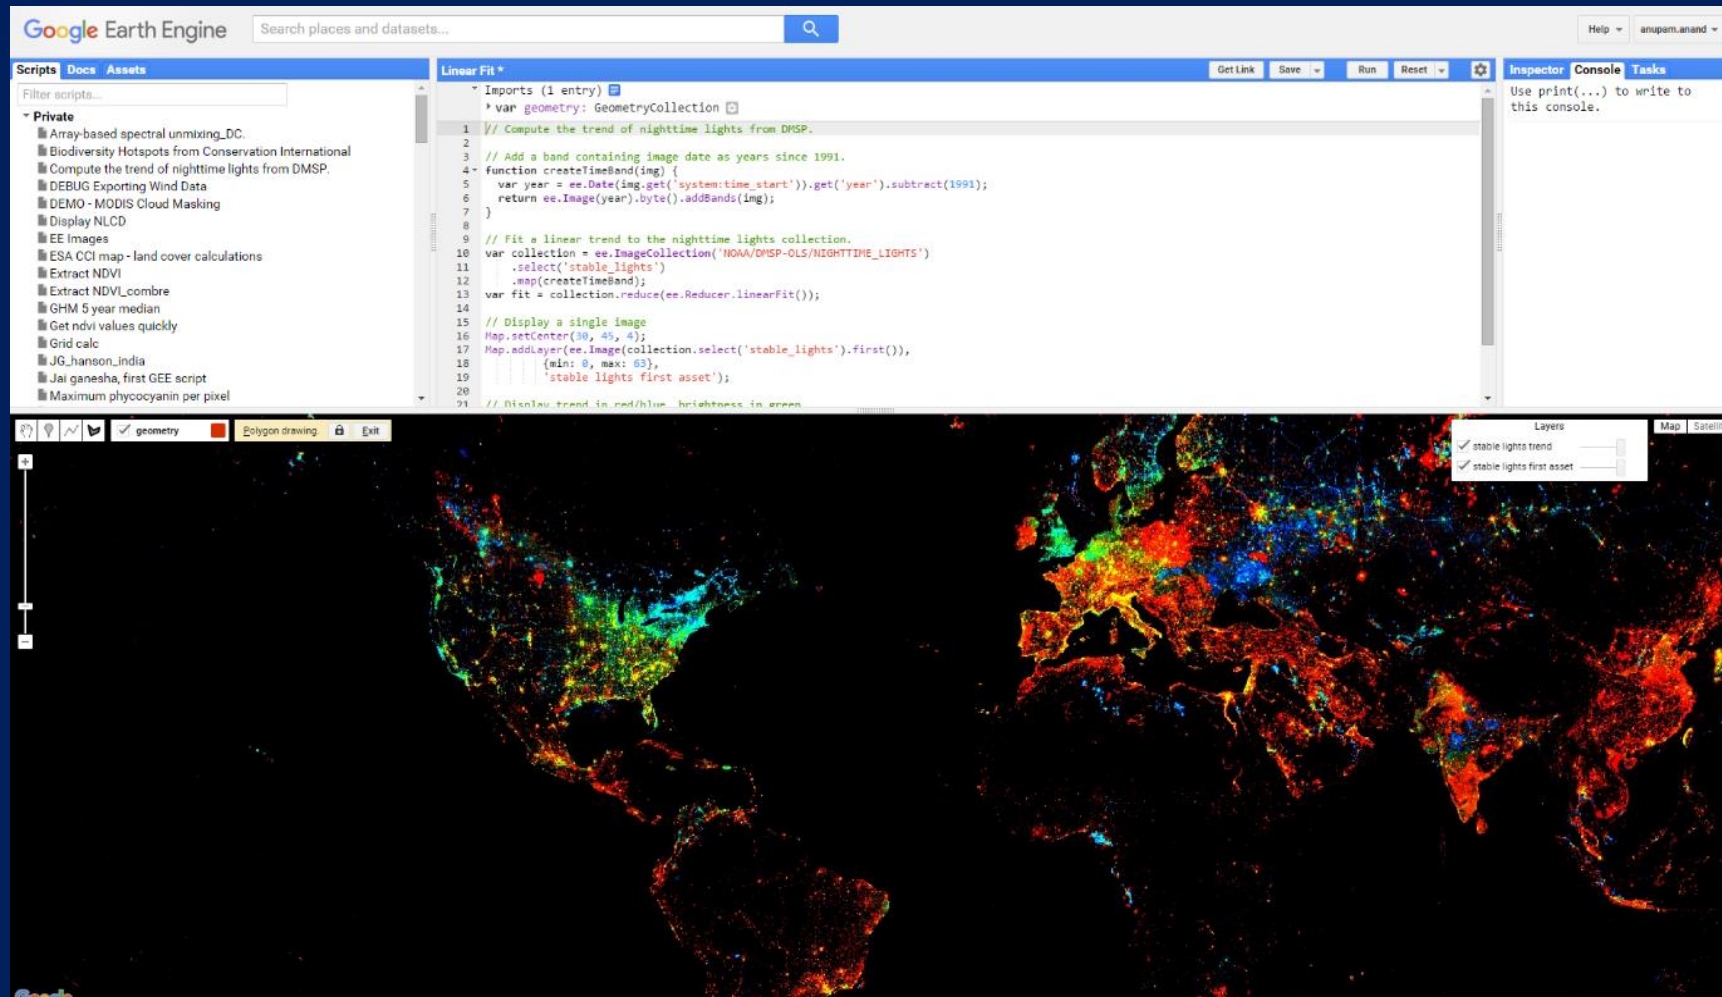 Google Earth Engine
Search places and datasets...
Help
anupam.anand
Scripts Docs Assets
Filter scripts...
Private
Array-based spectral unmixing_DC.
Biodiversity Hotspots from Conservation International
Compute the trend of nighttime lights from DMSP.
DEBUG Exporting Wind Data
DEMO - MODIS Cloud Masking
Display NLCD
EE Images
ESA CCI map - land cover calculations
Extract NDVI
Extract NDVI_combre
GHM 5 year median
Get ndvi values quickly
Grid calc
JG_hanson_india
Jai ganesha, first GEE script
Maximum phycocyanin per pixel
Linear Fit *
Get Link Save Run Reset
Imports (1 entry)
var geometry: GeometryCollection
1 // Compute the trend of nighttime lights from DMSP.
2
3 // Add a band containing image date as years since 1991.
4 function createTimeBand(img) {
5 var year = ee.Date(img.get('system:time_start')).get('year').subtract(1991);
6 return ee.Image(year).byte().addBands(img);
7 }
8
9 // Fit a linear trend to the nighttime lights collection.
10 var collection = ee.ImageCollection('NOAA/DMSP-OLS/NIGHTTIME_LIGHTS')
11 .select('stable_lights')
12 .map(createTimeBand);
13 var fit = collection.reduce(ee.Reducer.linearFit());
14
15 // Display a single image
16 Map.setCenter(30, 45, 4);
17 Map.addLayer(ee.Image(collection.select('stable_lights').first()),
18 {min: 0, max: 63},
19 'stable lights first asset');
20
21 // Display trend in red/blue, brightness in green
Inspector Console Tasks
Use print(...) to write to
this console.
geometry
Polygon drawing. Exit
Layers
stable lights trend
stable lights first asset
Map Satellit
Google